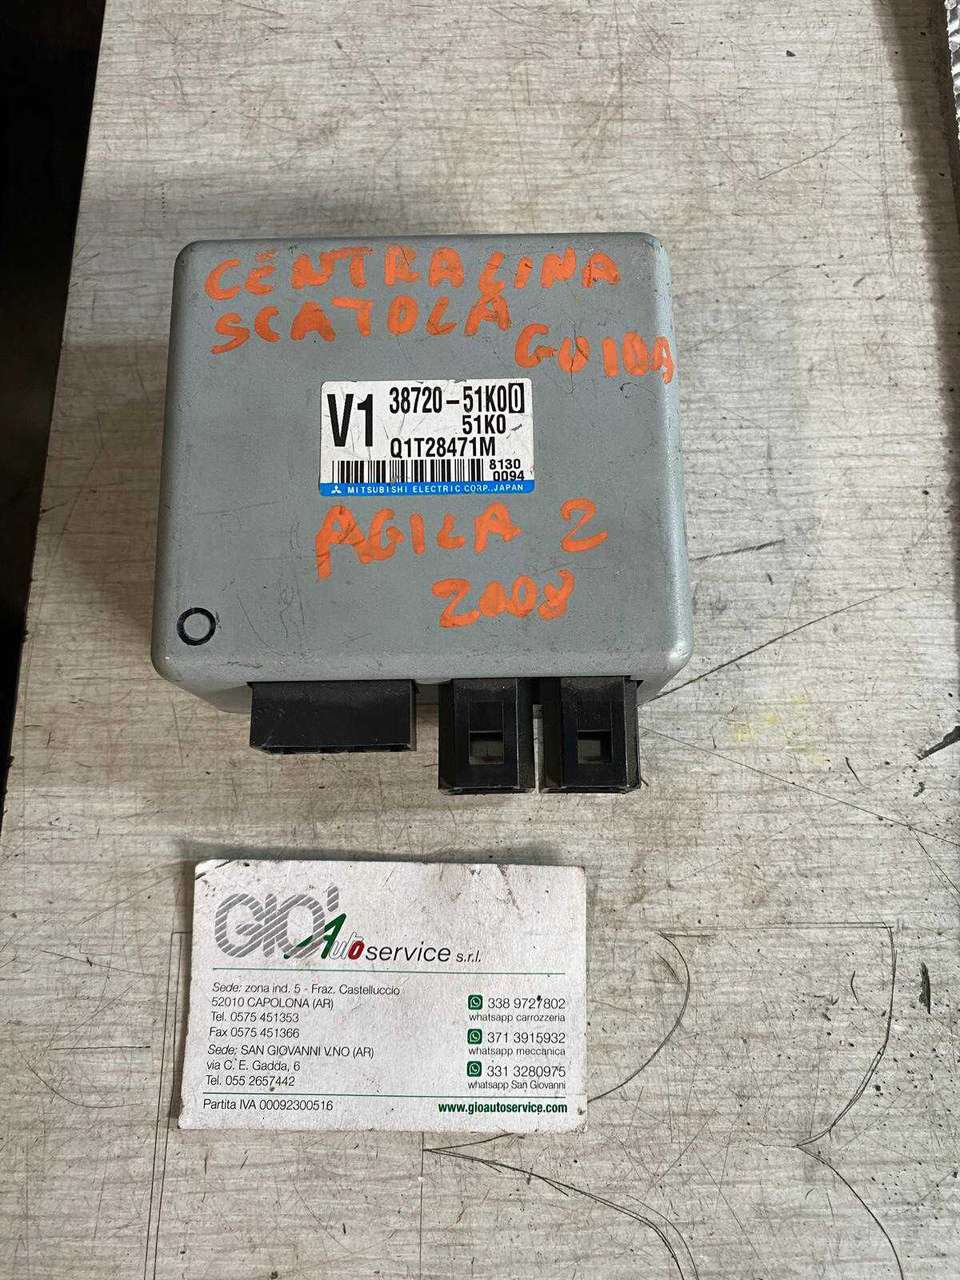 CENTRALINA
SCATOLA
GUIDA
V1
38720-51K00
51K0
Q1T28471M
8130
0094
MITSUBISHI ELECTRIC CORP., JAPAN
AGILA 2
2008
GIO'
Auto service s.r.l.
Sede: zona ind. 5 - Fraz. Castelluccio
52010 CAPOLONA (AR)
Tel. 0575 451353
Fax 0575 451366
Sede: SAN GIOVANNI V.NO (AR)
via C. E. Gadda, 6
Tel. 055 2657442
Partita IVA 00092300516
338 9727802
whatsapp carrozzeria
371 3915932
whatsapp meccanica
331 3280975
whatsapp San Giovanni
www.gioautoservice.com